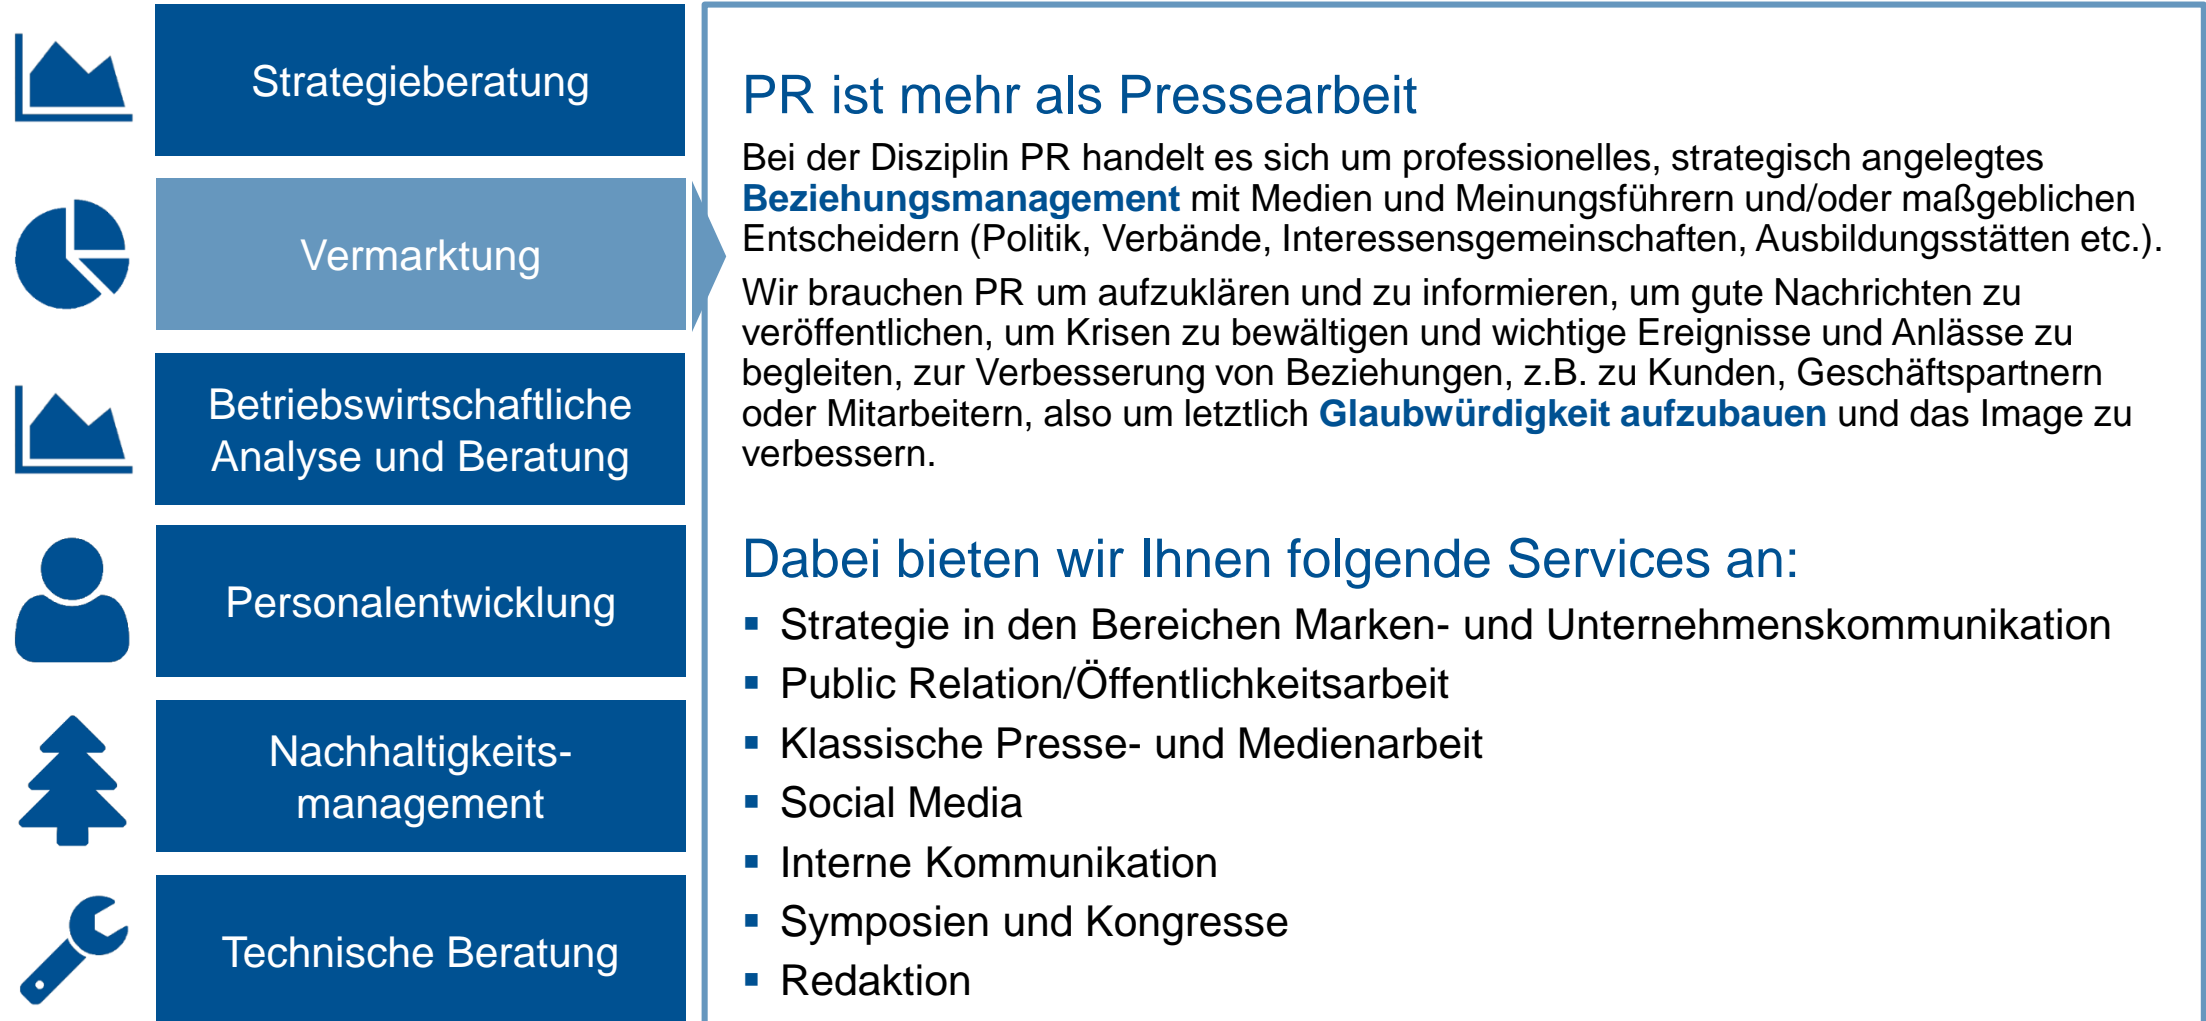 Strategieberatung
Vermarktung
Betriebswirtschaftliche
Analyse und Beratung
Personalentwicklung
Nachhaltigkeits-
management
Technische Beratung
PR ist mehr als Pressearbeit
Bei der Disziplin PR handelt es sich um professionelles, strategisch angelegtes
Beziehungsmanagement mit Medien und Meinungsführern und/oder maßgeblichen
Entscheidern (Politik, Verbände, Interessensgemeinschaften, Ausbildungsstätten etc.).
Wir brauchen PR um aufzuklären und zu informieren, um gute Nachrichten zu
veröffentlichen, um Krisen zu bewältigen und wichtige Ereignisse und Anlässe zu
begleiten, zur Verbesserung von Beziehungen, z.B. zu Kunden, Geschäftspartnern
oder Mitarbeitern, also um letztlich Glaubwürdigkeit aufzubauen und das Image zu
verbessern.
Dabei bieten wir Ihnen folgende Services an:
▪ Strategie in den Bereichen Marken- und Unternehmenskommunikation
▪ Public Relation/Öffentlichkeitsarbeit
▪ Klassische Presse- und Medienarbeit
▪ Social Media
▪ Interne Kommunikation
▪ Symposien und Kongresse
▪ Redaktion